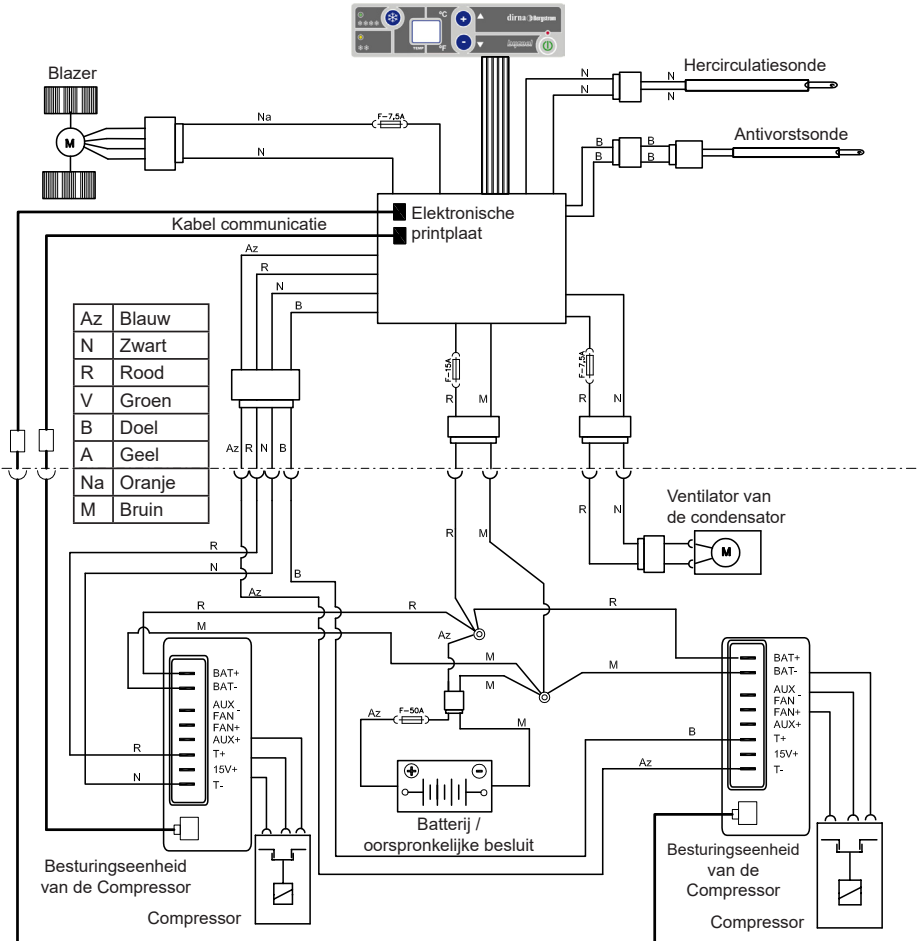 °C
dirna Bergstrom
TEMP
°F
Blazer
M
Na
F-7,5A
N
N
N
N
N
Hercirculatiesonde
B
B
B
B
Antivorstsonde
Kabel communicatie
Elektronische
printplaat
Az
R
N
B
Az Blauw
N Zwart
R Rood
V Groen
B Doel
A Geel
Na Oranje
M Bruin
F-15A
R M
F-7,5A
R N
Az R N B
R M
R N
Ventilator van
de condensator
M
R
N
Az
B
R R
M
Az
M
M
M
R
BAT+
BAT-
AUX -
FAN
FAN+
AUX+
T+
15V+
T-
R
N
Az F-50A
M
B
Az
BAT+
BAT-
AUX -
FAN
FAN+
AUX+
T+
15V+
T-
Batterij /
oorspronkelijke besluit
Besturingseenheid
van de Compressor
Compressor
Besturingseenheid
van de
Compressor
Compressor